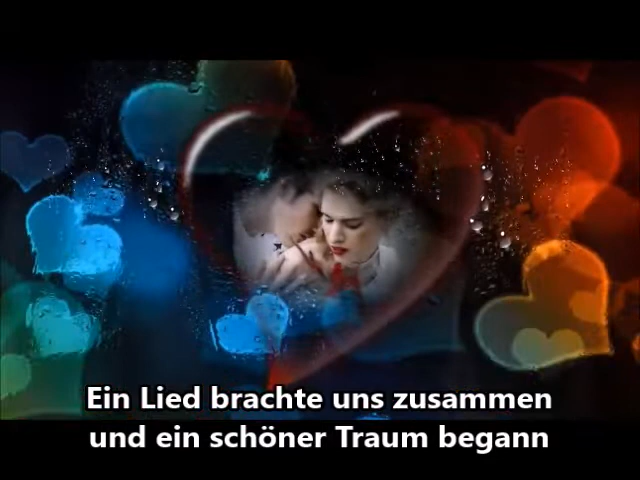 Ein Lied brachte uns zusammen
und ein schöner Traum begann